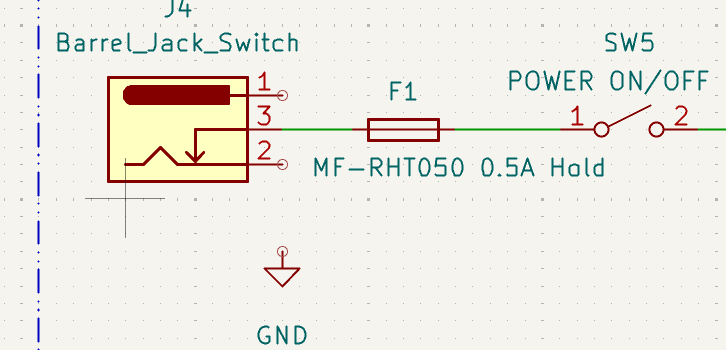 J4
Barrel_Jack_Switch
1
3
2
F1
MF-RHT050 0.5A Hold
SW5
POWER ON/OFF
1
2
GND